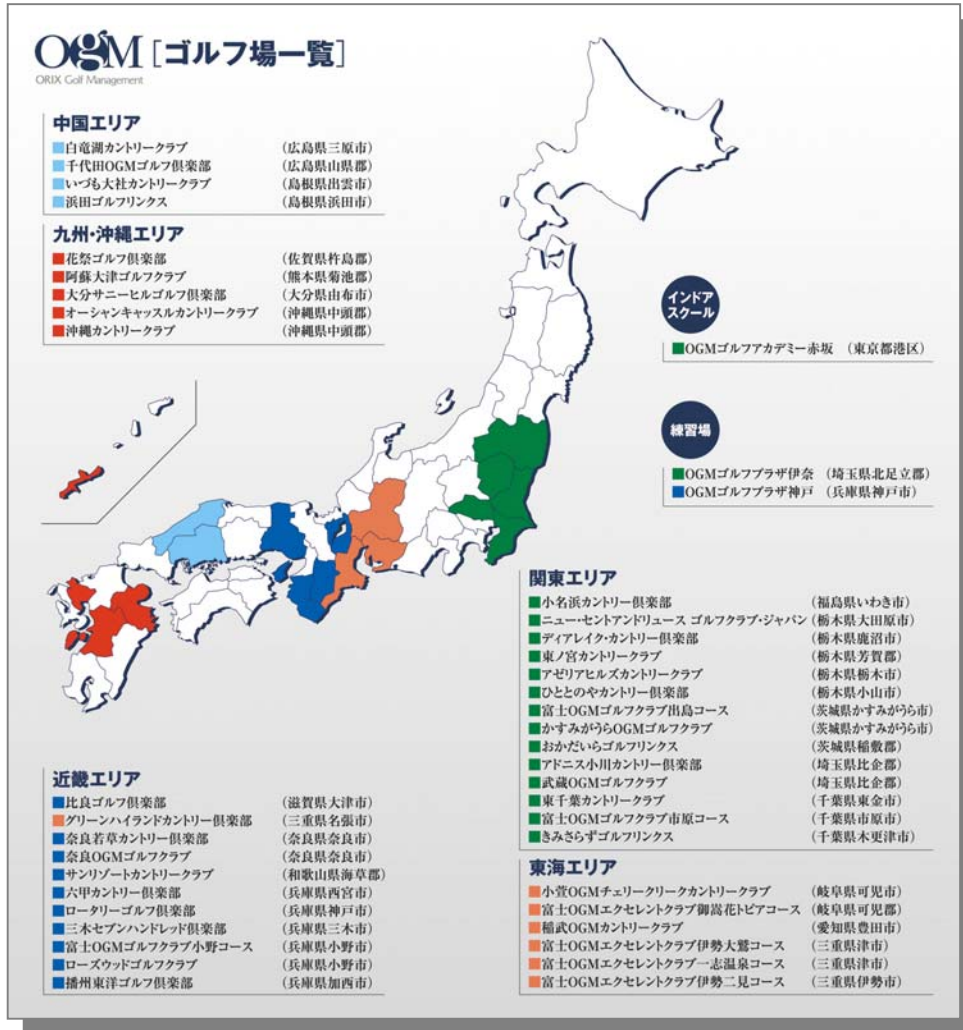 OGM [ゴルフ場一覧]
ORIX Golf Management
中国エリア
白竜湖カントリークラブ （広島県三原市）
千代田OGMゴルフ倶楽部 （広島県山県郡）
いづも大社カントリークラブ （島根県出雲市）
浜田ゴルフリンクス （島根県浜田市）
九州・沖縄エリア
花祭ゴルフ倶楽部 （佐賀県杵島郡）
阿蘇大津ゴルフクラブ （熊本県菊池郡）
大分サニーヒルゴルフ倶楽部 （大分県由布市）
オーシャンキャッスルカントリークラブ （沖縄県中頭郡）
沖縄カントリークラブ （沖縄県中頭郡）
インドア
スクール
OGMゴルフアカデミー赤坂 （東京都港区）
練習場
OGMゴルフプラザ伊奈 （埼玉県北足立郡）
OGMゴルフプラザ神戸 （兵庫県神戸市）
関東エリア
小名浜カントリー倶楽部 （福島県いわき市）
ニュー・セントアンドリュース ゴルフクラブ・ジャパン （栃木県大田原市）
ディアレイク・カントリー倶楽部 （栃木県鹿沼市）
東ノ宮カントリークラブ （栃木県芳賀郡）
アゼリアヒルズカントリークラブ （栃木県栃木市）
ひととのやカントリー倶楽部 （栃木県小山市）
富士OGMゴルフクラブ出島コース （茨城県かすみがうら市）
かすみがうらOGMゴルフクラブ （茨城県かすみがうら市）
おかだいらゴルフリンクス （茨城県稲敷郡）
アドニス小川カントリー倶楽部 （埼玉県比企郡）
武蔵OGMゴルフクラブ （埼玉県比企郡）
東千葉カントリークラブ （千葉県東金市）
富士OGMゴルフクラブ市原コース （千葉県市原市）
きみさらずゴルフリンクス （千葉県木更津市）
近畿エリア
比良ゴルフ倶楽部 （滋賀県大津市）
グリーンハイランドカントリー倶楽部 （三重県名張市）
奈良若草カントリー倶楽部 （奈良県奈良市）
奈良OGMゴルフクラブ （奈良県奈良市）
サンリゾートカントリークラブ （和歌山県海草郡）
六甲カントリー倶楽部 （兵庫県西宮市）
ロータリーゴルフ倶楽部 （兵庫県神戸市）
三木セブンハンドレッド倶楽部 （兵庫県三木市）
富士OGMゴルフクラブ小野コース （兵庫県小野市）
ローズウッドゴルフクラブ （兵庫県小野市）
播州東洋ゴルフ倶楽部 （兵庫県加西市）
東海エリア
小萱OGMチェリークリークカントリークラブ （岐阜県可児市）
富士OGMエクセレントクラブ御嵩花トピアコース （岐阜県可児郡）
稲武OGMカントリークラブ （愛知県豊田市）
富士OGMエクセレントクラブ伊勢大鷲コース （三重県津市）
富士OGMエクセレントクラブ一志温泉コース （三重県津市）
富士OGMエクセレントクラブ伊勢二見コース （三重県伊勢市）